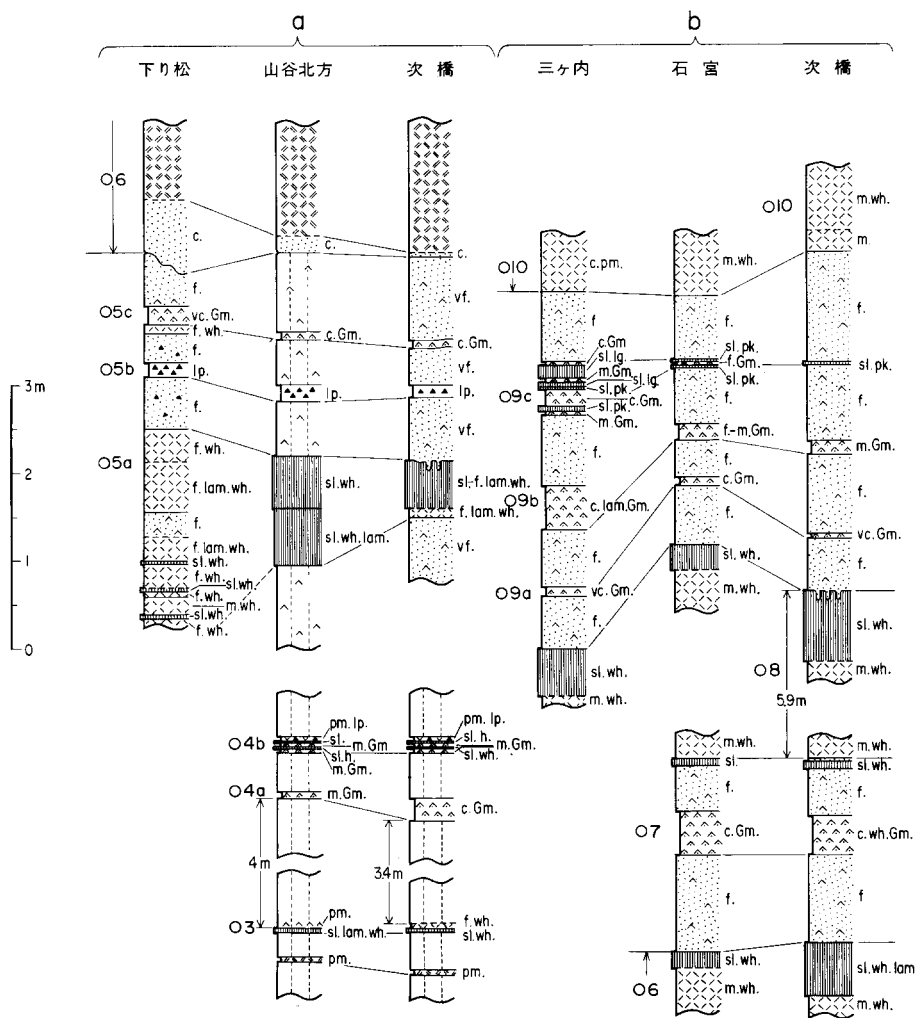 a
b
下り松 山谷北方 次橋
三ヶ内 石宮 次橋
O6
c.
f.
O5c
vc.Gm.
f.wh.
f.
O5b
lp.
f.
f.wh.
O5a
f.lam.wh.
f.
f.lam.wh.
sl.wh.
f.wh.
sl.wh.
f.wh.
m.wh.
sl.wh.
f.wh.
3m
2
1
0
c.
c.Gm.
lp.
sl.wh.
sl.wh.lam.
c.
vf.
c.Gm.
vf.
lp.
vf.
sl.-f.lam.wh.
f.lam.wh.
vf.
O4b
pm.lp.
sl.
m.Gm
sl.h.
m.Gm.
O4a
m.Gm.
4m
O3
pm.
sl.lam.wh.
pm.
pm.lp.
sl.h.
m.Gm.
sl.wh.
c.Gm.
3.4m
f.wh.
sl.wh.
pm.
O10
c.pm.
f
c.Gm
sl.lg.
m.Gm
sl.lg.
sl.pk.
O9c
c.Gm.
sl.pk.
m.Gm.
f.
O9b
c.lam.Gm.
f.
O9a
vc.Gm.
f.
sl.wh.
m.wh.
m.wh.
f.
sl.pk.
f.Gm.
sl.pk.
f.
f.-m.Gm.
f.
c.Gm.
f.
sl.wh.
m.wh.
O10
m.wh.
m.
f.
sl.pk.
f.
m.Gm.
f.
vc.Gm.
f.
O8
5.9m
sl.wh.
m.wh.
m.wh.
sl.
f.
O7
c.Gm.
f.
O6
sl.wh.
m.wh.
m.wh.
sl.wh.
f.
c.wh.Gm.
f
sl.wh.lam
m.wh.